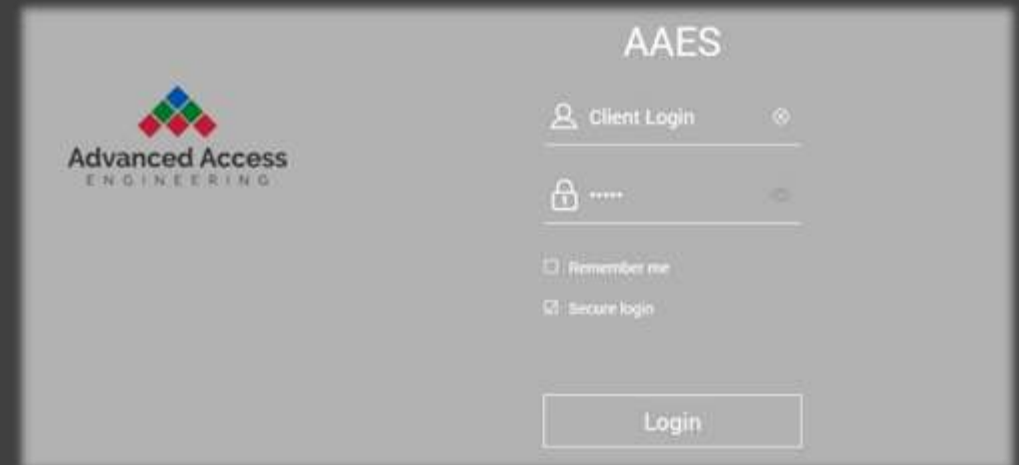 AAES
Advanced Access
ENGINEERING
Client Login
•••••
Remember me
Secure login
Login